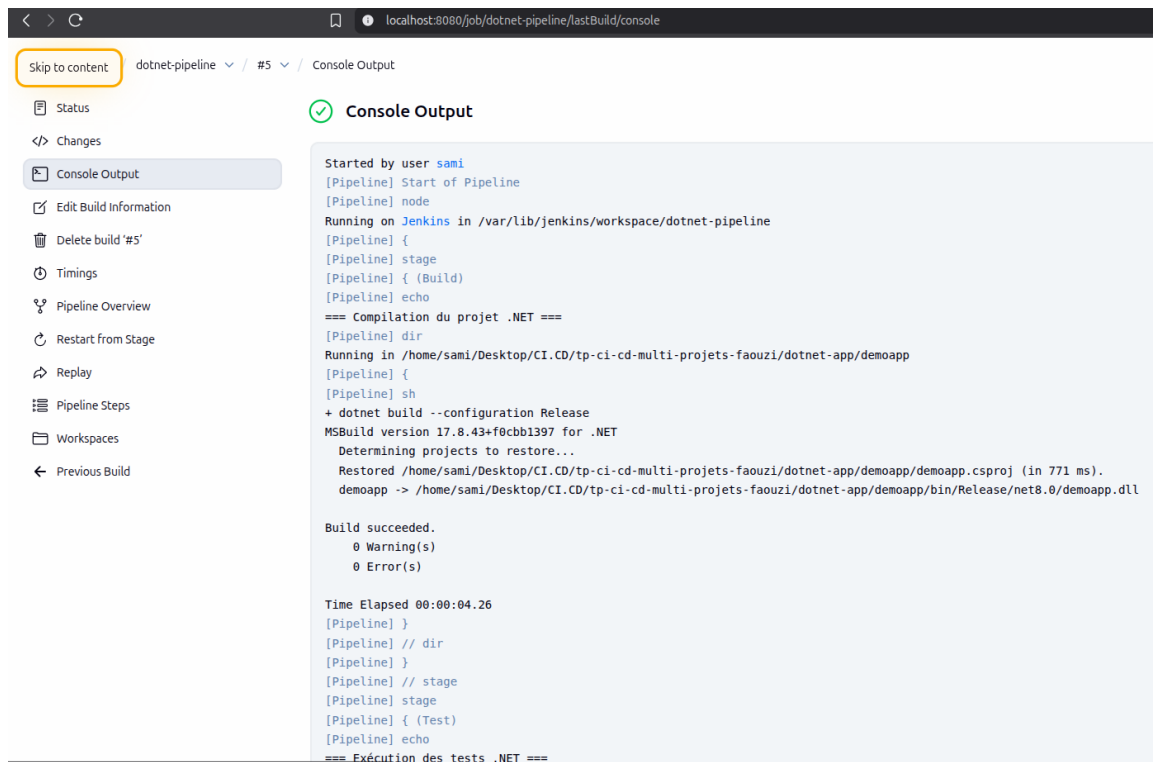 localhost:8080/job/dotnet-pipeline/lastBuild/console
Skip to content dotnet-pipeline / #5 / Console Output
Status
Changes
Console Output
Edit Build Information
Delete build ‘#5’
Timings
Pipeline Overview
Restart from Stage
Replay
Pipeline Steps
Workspaces
Previous Build
Console Output
Started by user sami
[Pipeline] Start of Pipeline
[Pipeline] node
Running on Jenkins in /var/lib/jenkins/workspace/dotnet-pipeline
[Pipeline] {
[Pipeline] stage
[Pipeline] { (Build)
[Pipeline] echo
=== Compilation du projet .NET ===
[Pipeline] dir
Running in /home/sami/Desktop/CI.CD/tp-ci-cd-multi-projets-faouzi/dotnet-app/demoapp
[Pipeline] {
[Pipeline] sh
+ dotnet build --configuration Release
MSBuild version 17.8.43+f0cbb1397 for .NET
  Determining projects to restore...
  Restored /home/sami/Desktop/CI.CD/tp-ci-cd-multi-projets-faouzi/dotnet-app/demoapp/demoapp.csproj (in 771 ms).
  demoapp -> /home/sami/Desktop/CI.CD/tp-ci-cd-multi-projets-faouzi/dotnet-app/demoapp/bin/Release/net8.0/demoapp.dll
Build succeeded.
    0 Warning(s)
    0 Error(s)
Time Elapsed 00:00:04.26
[Pipeline] }
[Pipeline] // dir
[Pipeline] }
[Pipeline] // stage
[Pipeline] stage
[Pipeline] { (Test)
[Pipeline] echo
=== Exécution des tests .NET ===